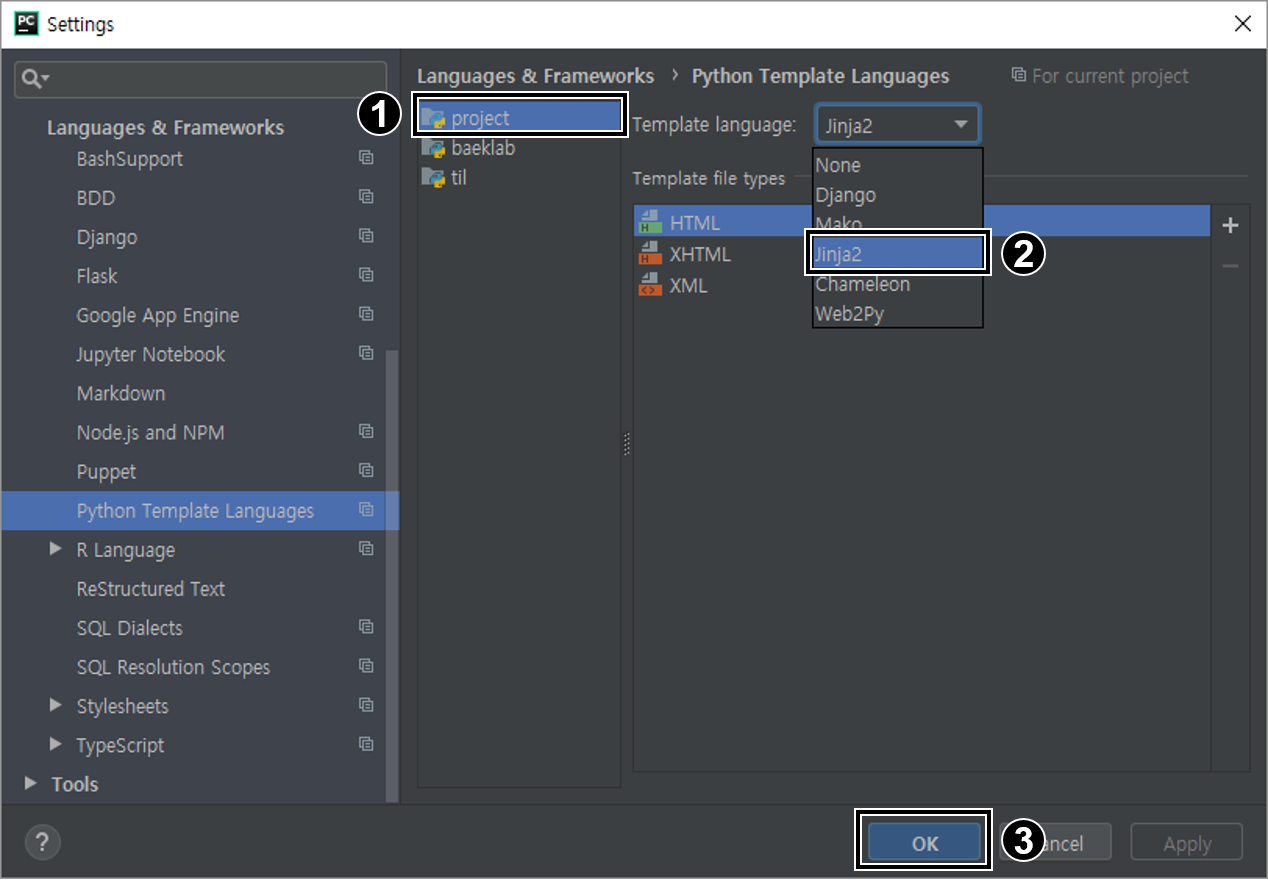 PC Settings
Languages & Frameworks › Python Template Languages For current project
Languages & Frameworks
BashSupport
BDD
Django
Flask
Google App Engine
Jupyter Notebook
Markdown
Node.js and NPM
Puppet
Python Template Languages
R Language
ReStructured Text
SQL Dialects
SQL Resolution Scopes
Stylesheets
TypeScript
Tools
1
project
baeklab
til
Template language: Jinja2
None
Django
Mako
Jinja2
Chameleon
Web2Py
2
Template file types
HTML
XHTML
XML
?
OK
3
ancel
Apply